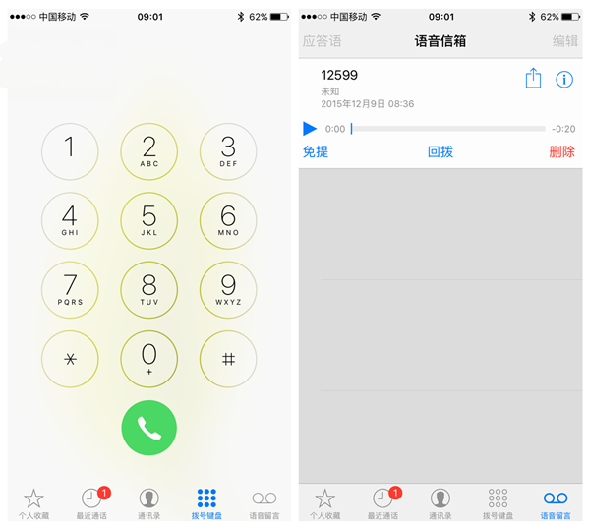 中国移动 09:01 62%
1
2 ABC
3 DEF
4 GHI
5 JKL
6 MNO
7 PQRS
8 TUV
9 WXYZ
*
0 +
#
个人收藏 最近通话 1 通讯录 拨号键盘 语音留言
中国移动 09:01 62%
应答语 语音信箱 编辑
12599
未知
2015年12月9日 08:36
0:00 -0:20
免提 回拨 删除
个人收藏 最近通话 1 通讯录 拨号键盘 语音留言